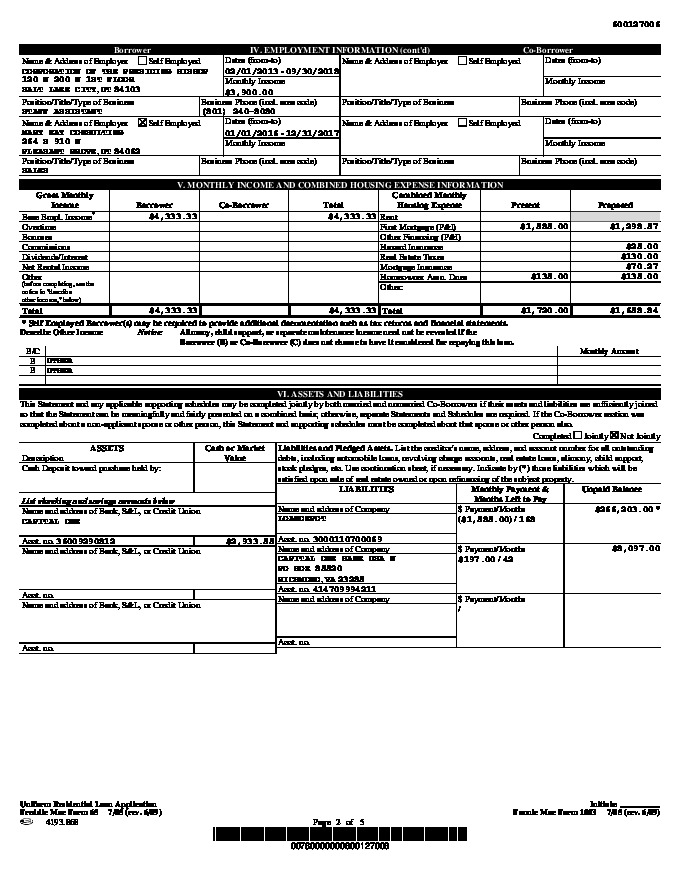 600127006
Borrower IV. EMPLOYMENT INFORMATION (cont'd) Co-Borrower
Name & Address of Employer Self Employed Dates (from-to) Name & Address of Employer Self Employed Dates (from-to)
CORPORATION OF THE PRESIDING BISHOP 02/01/2013 - 09/30/2018
120 N 200 W 1ST FLOOR Monthly Income Monthly Income
SALT LAKE CITY, UT 84103 $3,900.00
Position/Title/Type of Business Business Phone (incl. area code) Position/Title/Type of Business Business Phone (incl. area code)
STAFF ASSISTANT (801) 240-8080
Name & Address of Employer Self Employed Dates (from-to) Name & Address of Employer Self Employed Dates (from-to)
MARY KAY CONSULTING 01/01/2016 - 12/31/2017
264 S 910 W Monthly Income Monthly Income
PLEASANT GROVE, UT 84062
Position/Title/Type of Business Business Phone (incl. area code) Position/Title/Type of Business Business Phone (incl. area code)
SALES
V. MONTHLY INCOME AND COMBINED HOUSING EXPENSE INFORMATION
Gross Monthly Income Borrower Co-Borrower Total Combined Monthly Housing Expense Present Proposed
Base Empl. Income* $4,333.33 $4,333.33 Rent
Overtime First Mortgage (P&I) $1,585.00 $1,298.57
Bonuses Other Financing (P&I)
Commissions Hazard Insurance $25.00
Dividends/Interest Real Estate Taxes $130.00
Net Rental Income Mortgage Insurance $70.27
Other Homeowner Assn. Dues $135.00 $135.00
(before completing, see the Other:
notice in "describe
other income," below)
Total $4,333.33 $4,333.33 Total $1,720.00 $1,658.84
* Self Employed Borrower(s) may be required to provide additional documentation such as tax returns and financial statements.
Describe Other Income Notice: Alimony, child support, or separate maintenance income need not be revealed if the
Borrower (B) or Co-Borrower (C) does not choose to have it considered for repaying this loan.
B/C Monthly Amount
B OTHER
B OTHER
VI. ASSETS AND LIABILITIES
This Statement and any applicable supporting schedules may be completed jointly by both married and unmarried Co-Borrowers if their assets and liabilities are sufficiently joined
so that the Statement can be meaningfully and fairly presented on a combined basis; otherwise, separate Statements and Schedules are required. If the Co-Borrower section was
completed about a non-applicant spouse or other person, this Statement and supporting schedules must be completed about that spouse or other person also.
Completed Jointly Not Jointly
ASSETS Cash or Market Value Liabilities and Pledged Assets. List the creditor's name, address, and account number for all outstanding
Description debts, including automobile loans, revolving charge accounts, real estate loans, alimony, child support,
Cash Deposit toward purchase held by: stock pledges, etc. Use continuation sheet, if necessary. Indicate by (*) those liabilities which will be
satisfied upon sale of real estate owned or upon refinancing of the subject property.
LIABILITIES Monthly Payment & Months Left to Pay Unpaid Balance
List checking and savings accounts below
Name and address of Bank, S&L, or Credit Union Name and address of Company $ Payment/Months $266,203.00 *
CAPITAL ONE LOANDEPOT ($1,585.00) / 168
Acct. no. 36009290812 $2,933.55 Acct. no. 3000110700069
Name and address of Bank, S&L, or Credit Union Name and address of Company $ Payment/Months $8,097.00
CAPITAL ONE BANK USA N $197.00 / 42
PO BOX 85520
RICHMOND, VA 23285
Acct. no. Acct. no. 414709994211
Name and address of Bank, S&L, or Credit Union Name and address of Company $ Payment/Months
/
Acct. no. Acct. no.
Uniform Residential Loan Application Initials:
Freddie Mac Form 65 7/05 (rev. 6/09) Fannie Mae Form 1003 7/05 (rev. 6/09)
4193.868 Page 2 of 5